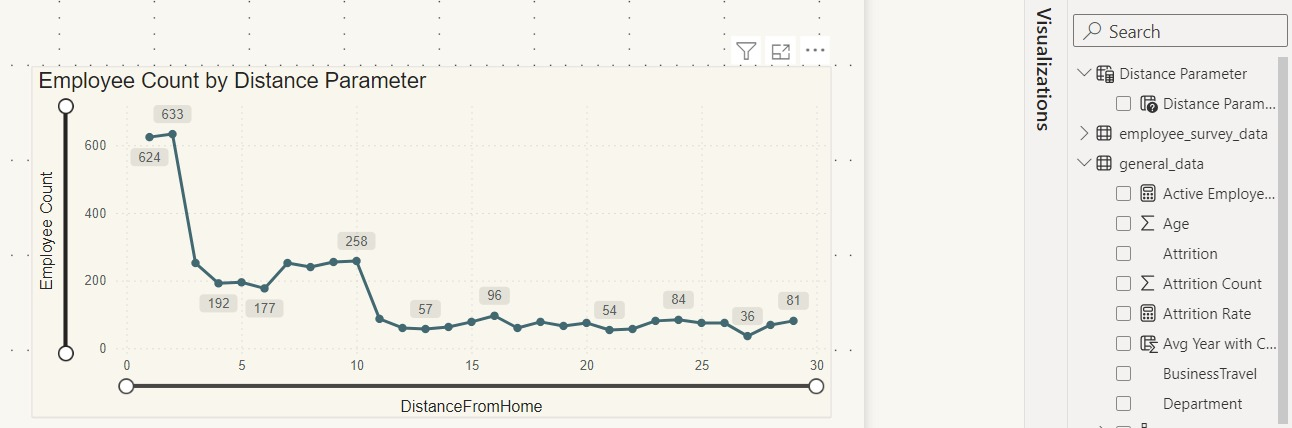 Employee Count by Distance Parameter
Employee Count
600
400
200
0
633
624
192
177
258
57
96
54
84
36
81
0 5 10 15 20 25 30
DistanceFromHome
Visualizations
Search
Distance Parameter
Distance Param...
employee_survey_data
general_data
Active Employe...
Age
Attrition
Attrition Count
Attrition Rate
Avg Year with C...
BusinessTravel
Department